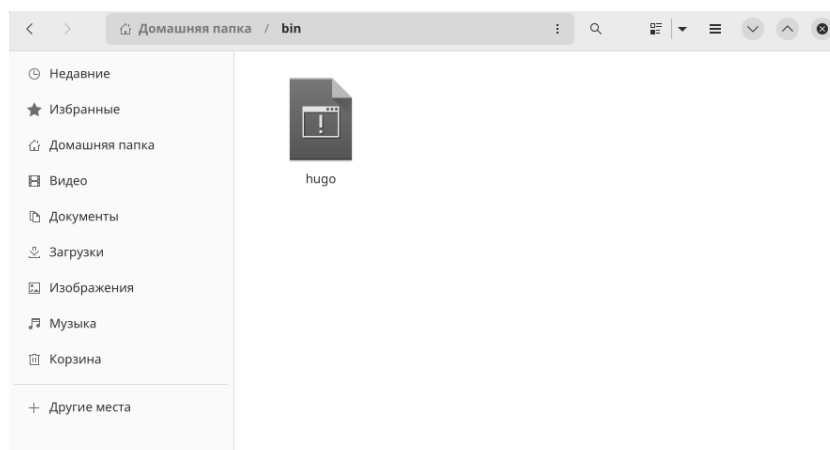 Домашняя папка / bin
Недавние
Избранные
Домашняя папка
Видео
Документы
Загрузки
Изображения
Музыка
Корзина
Другие места
hugo